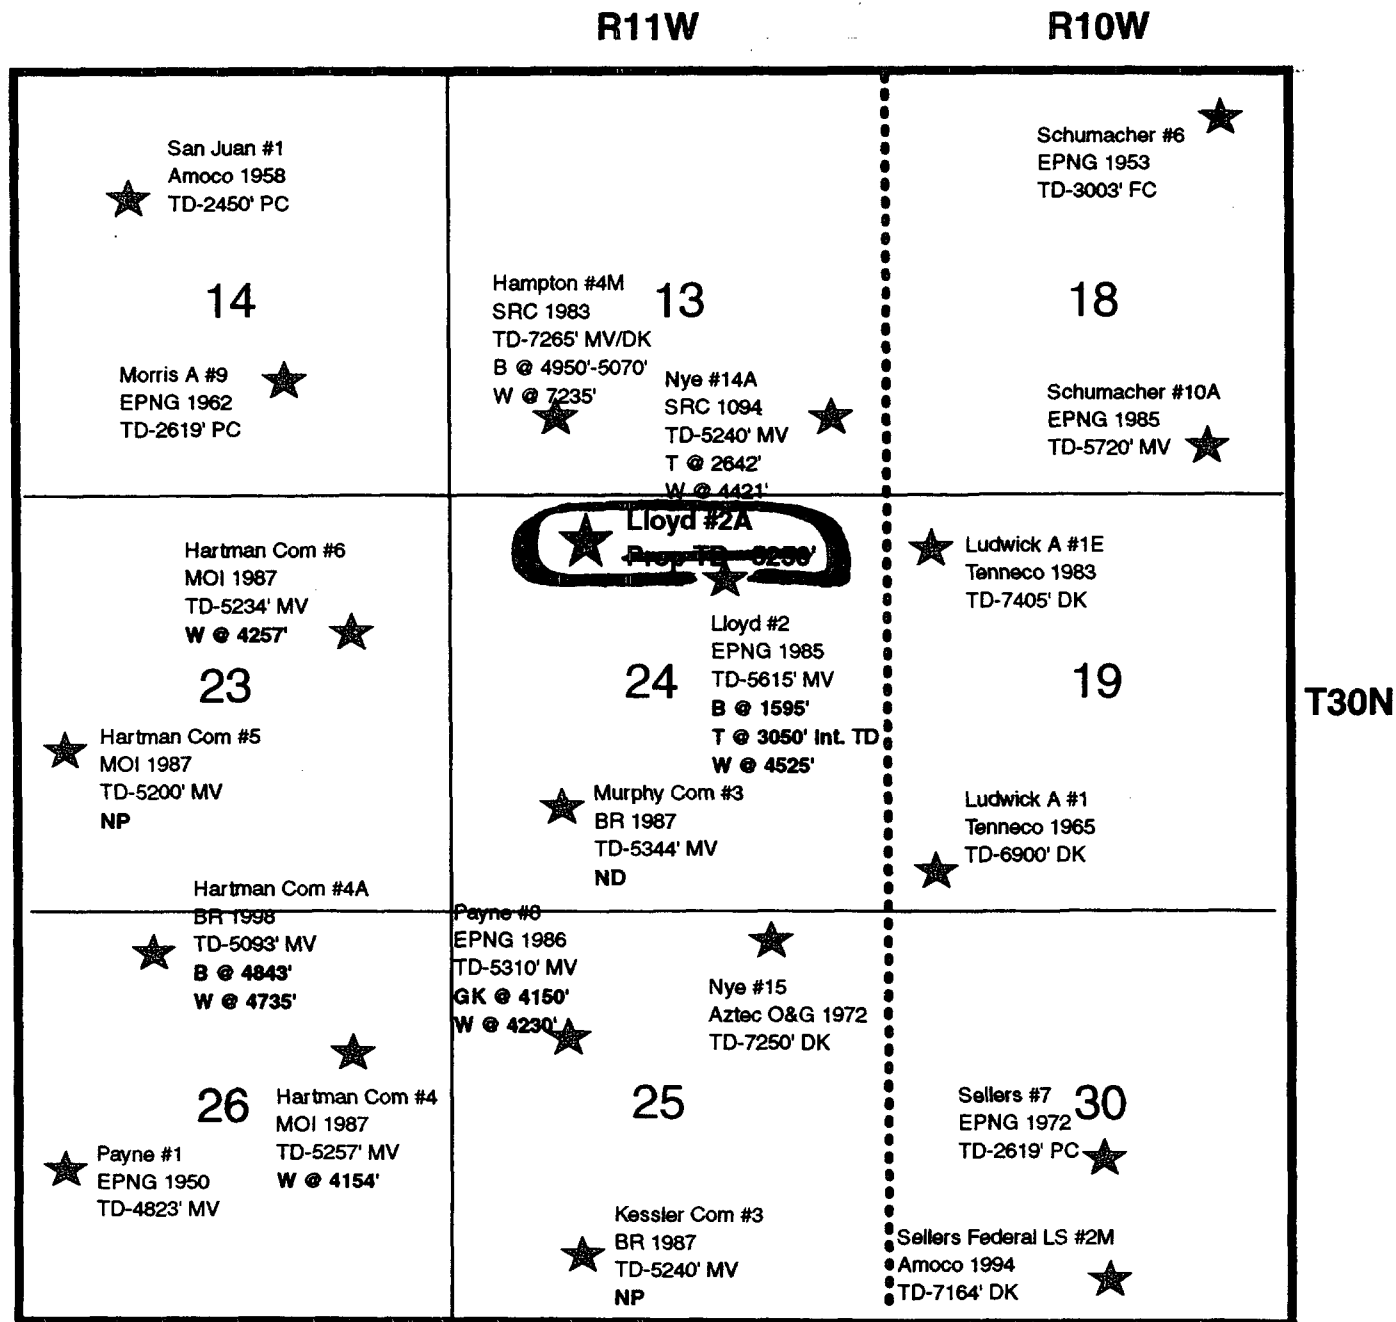 R11W
R10W
San Juan #1
Amoco 1958
TD-2450' PC
14
Morris A #9
EPNG 1962
TD-2619' PC
Hampton #4M
SRC 1983
TD-7265' MV/DK
B @ 4950'-5070'
W @ 7235'
13
Nye #14A
SRC 1094
TD-5240' MV
T @ 2642'
W @ 4421'
Schumacher #6
EPNG 1953
TD-3003' FC
18
Schumacher #10A
EPNG 1985
TD-5720' MV
Hartman Com #6
MOI 1987
TD-5234' MV
W @ 4257'
23
Hartman Com #5
MOI 1987
TD-5200' MV
NP
Lloyd #2A
Prop TD - 5250'
Lloyd #2
EPNG 1985
TD-5615' MV
B @ 1595'
T @ 3050' Int. TD
W @ 4525'
24
Murphy Com #3
BR 1987
TD-5344' MV
ND
Ludwick A #1E
Tenneco 1983
TD-7405' DK
19
T30N
Ludwick A #1
Tenneco 1965
TD-6900' DK
Hartman Com #4A
BR 1998
TD-5093' MV
B @ 4843'
W @ 4735'
26
Hartman Com #4
MOI 1987
TD-5257' MV
W @ 4154'
Payne #1
EPNG 1950
TD-4823' MV
Payne #8
EPNG 1986
TD-5310' MV
GK @ 4150'
W @ 4230'
Nye #15
Aztec O&G 1972
TD-7250' DK
25
Kessler Com #3
BR 1987
TD-5240' MV
NP
Sellers #7
EPNG 1972
TD-2619' PC
30
Sellers Federal LS #2M
Amoco 1994
TD-7164' DK